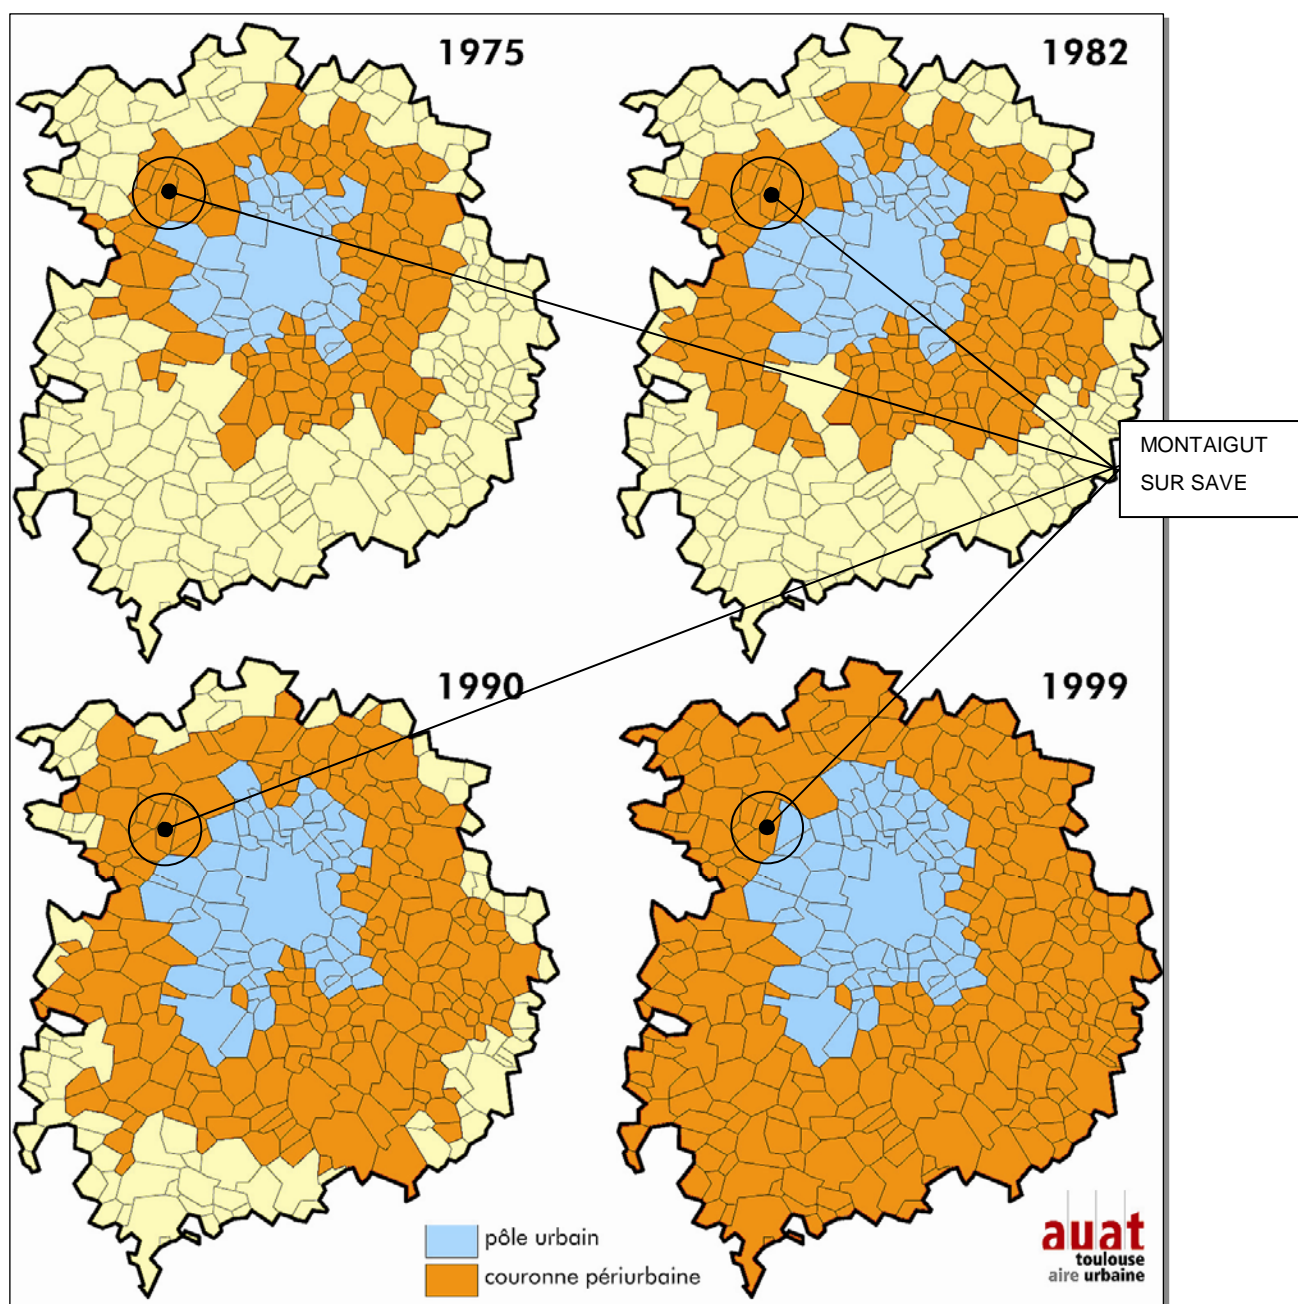 1975
1982
MONTAIGUT
SUR SAVE
1990
1999
pôle urbain
couronne périurbaine
auat
toulouse
aire urbaine